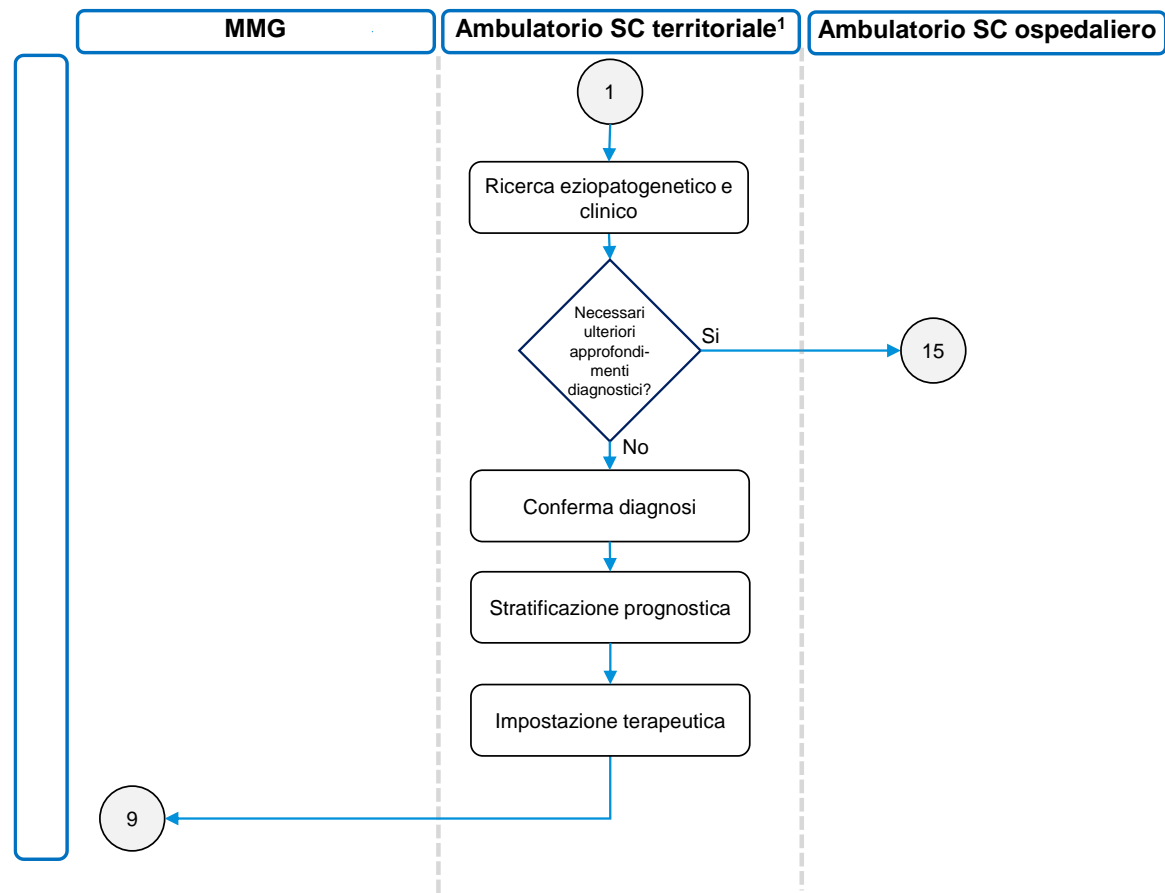 MMG
Ambulatorio SC territoriale¹
Ambulatorio SC ospedaliero
1
Ricerca eziopatogenetico e
clinico
Necessari
ulteriori
approfondi-
menti
diagnostici?
Si
15
No
Conferma diagnosi
Stratificazione prognostica
Impostazione terapeutica
9